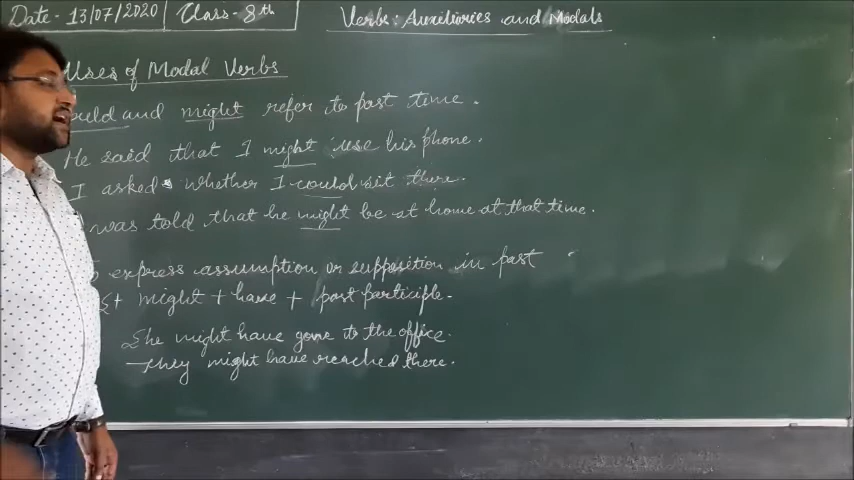 Date - 13/07/2020 Class - 8th
Verbs: Auxiliaries and Modals
Uses of Modal Verbs
and might refer to past time.
He said that I might use his phone.
I asked whether I could sit there.
was told that he might be at home at that time.
express assumption or supposition in past
+ might + have + past participle.
She might have gone to the office.
They might have reached there.